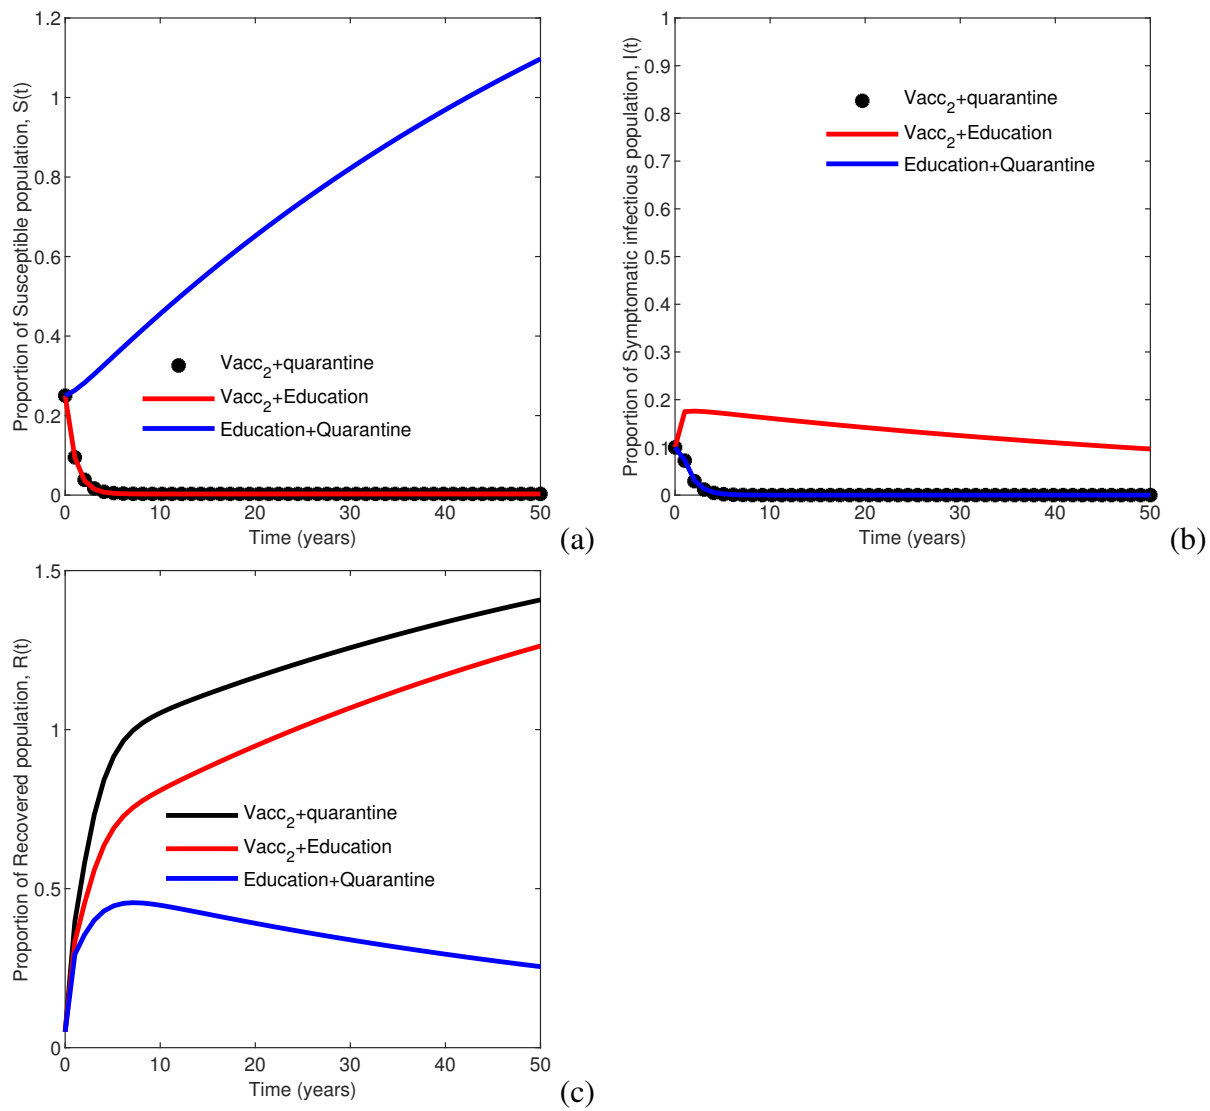 Proportion of Susceptible population, S(t)
1.2
1
0.8
0.6
0.4
0.2
0
Vacc2+quarantine
Vacc2+Education
Education+Quarantine
0 10 20 30 40 50
Time (years)
(a)
Proportion of Symptomatic infectious population, I(t)
1
0.9
0.8
0.7
0.6
0.5
0.4
0.3
0.2
0.1
0
Vacc2+quarantine
Vacc2+Education
Education+Quarantine
0 10 20 30 40 50
Time (years)
(b)
Proportion of Recovered population, R(t)
1.5
1
0.5
0
Vacc2+quarantine
Vacc2+Education
Education+Quarantine
0 10 20 30 40 50
Time (years)
(c)